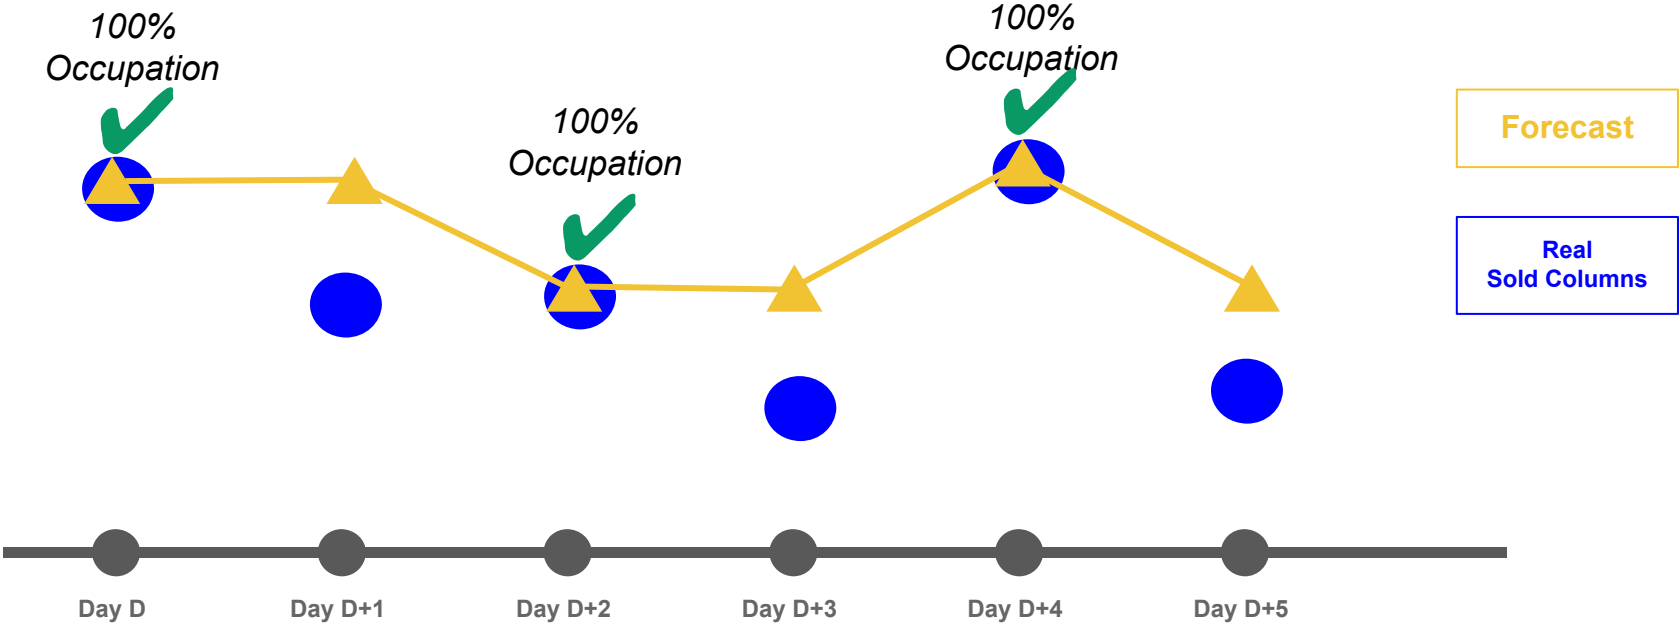 100%
Occupation
100%
Occupation
100%
Occupation
Forecast
Real
Sold Columns
Day D
Day D+1
Day D+2
Day D+3
Day D+4
Day D+5